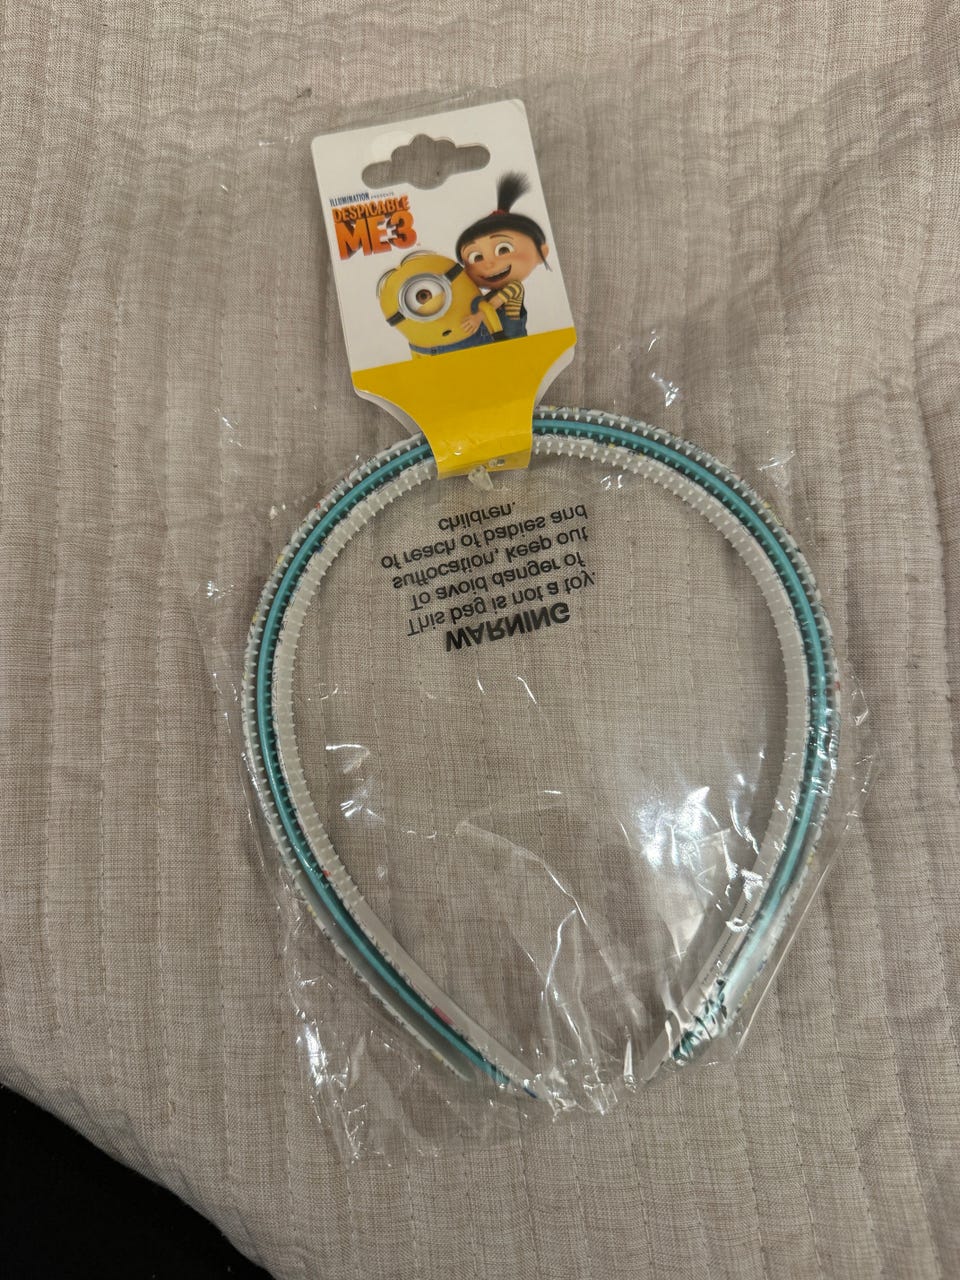 ILLUMINATION PRESENTS
DESPICABLE
ME3
WARNING
This bag is not a toy.
To avoid danger of
suffocation, keep out
of reach of babies and
children.